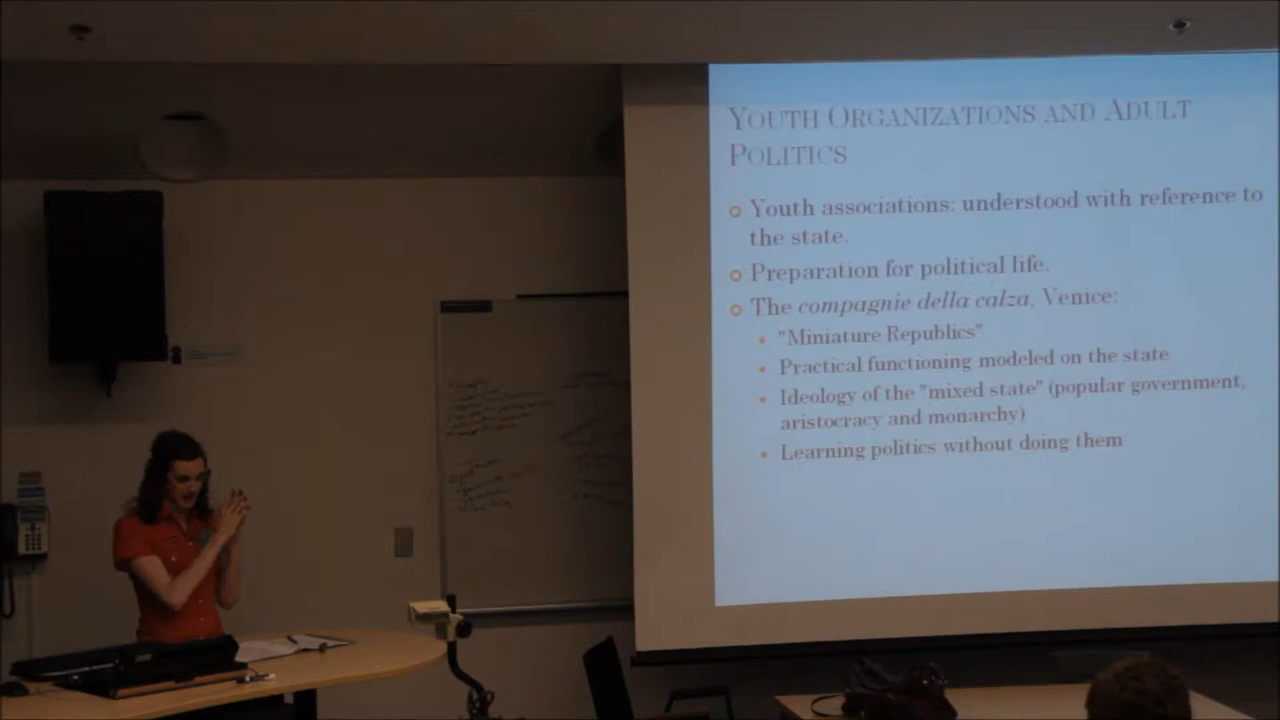 YOUTH ORGANIZATIONS AND ADULT
POLITICS
Youth associations: understood with reference to
the state.
Preparation for political life.
The compagnie della calza, Venice:
"Miniature Republics"
Practical functioning modeled on the state
Ideology of the "mixed state" (popular government,
aristocracy and monarchy)
Learning politics without doing them